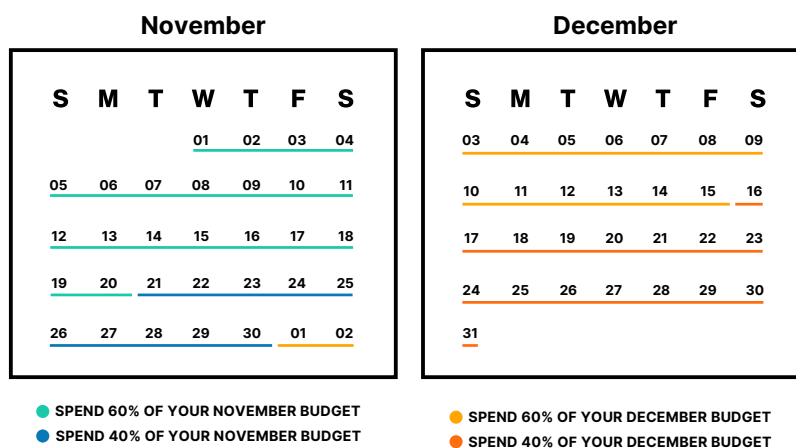 November
S M T W T F S
01 02 03 04
05 06 07 08 09 10 11
12 13 14 15 16 17 18
19 20 21 22 23 24 25
26 27 28 29 30 01 02
SPEND 60% OF YOUR NOVEMBER BUDGET
SPEND 40% OF YOUR NOVEMBER BUDGET
December
S M T W T F S
03 04 05 06 07 08 09
10 11 12 13 14 15 16
17 18 19 20 21 22 23
24 25 26 27 28 29 30
31
SPEND 60% OF YOUR DECEMBER BUDGET
SPEND 40% OF YOUR DECEMBER BUDGET